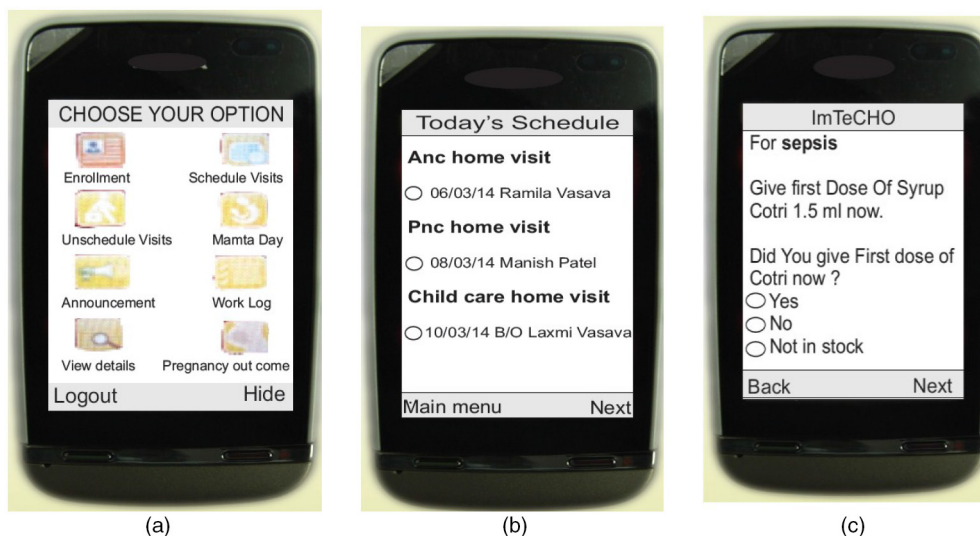 CHOOSE YOUR OPTION
Enrollment
Schedule Visits
Unschedule Visits
Mamta Day
Announcement
Work Log
View details
Pregnancy out come
Logout
Hide
(a)
Today's Schedule
Anc home visit
06/03/14 Ramila Vasava
Pnc home visit
08/03/14 Manish Patel
Child care home visit
10/03/14 B/O Laxmi Vasava
Main menu
Next
(b)
ImTeCHO
For sepsis
Give first Dose Of Syrup
Cotri 1.5 ml now.
Did You give First dose of
Cotri now ?
Yes
No
Not in stock
Back
Next
(c)